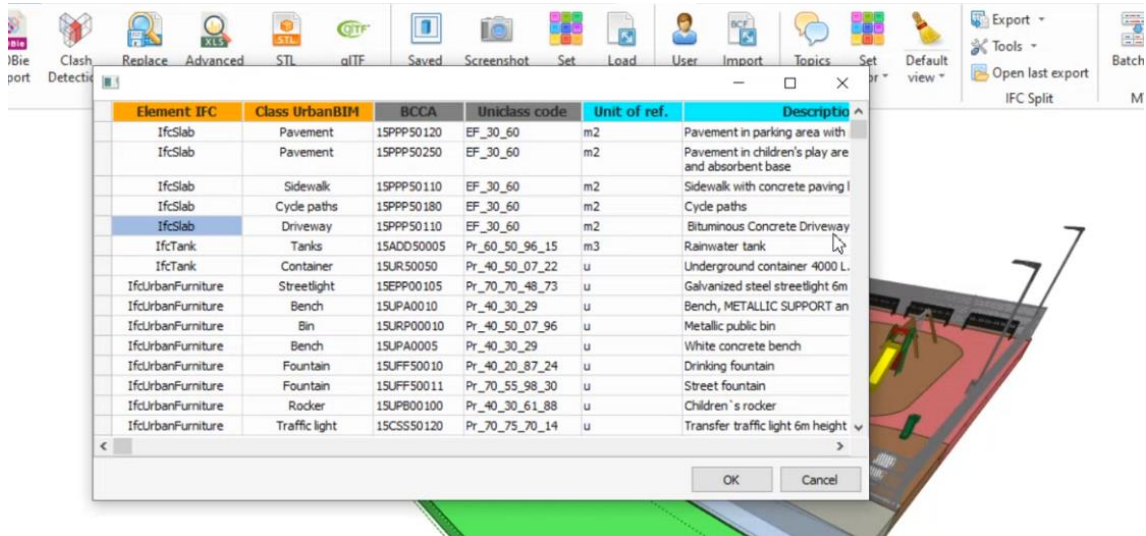 Export
Tools
Open last export
IFC Split
Bie
port
Clash
Detectio
Replace
Advanced
XLS
STL
STL
glTF
glTF
Saved
Screenshot
Set
Load
User
BCF
Import
Topics
Set
or
Default
view
Batch
M
Element IFC Class UrbanBIM BCCA Uniclass code Unit of ref. Descriptio
IfcSlab Pavement 15PPP50120 EF_30_60 m2 Pavement in parking area with
IfcSlab Pavement 15PPP50250 EF_30_60 m2 Pavement in children's play are
and absorbent base
IfcSlab Sidewalk 15PPP50110 EF_30_60 m2 Sidewalk with concrete paving l
IfcSlab Cycle paths 15PPP50180 EF_30_60 m2 Cycle paths
IfcSlab Driveway 15PPP50110 EF_30_60 m2 Bituminous Concrete Driveway
IfcTank Tanks 15ADD50005 Pr_60_50_96_15 m3 Rainwater tank
IfcTank Container 15UR50050 Pr_40_50_07_22 u Underground container 4000 L.
IfcUrbanFurniture Streetlight 15EPP00105 Pr_70_70_48_73 u Galvanized steel streetlight 6m
IfcUrbanFurniture Bench 15UPA0010 Pr_40_30_29 u Bench, METALLIC SUPPORT an
IfcUrbanFurniture Bin 15URP00010 Pr_40_50_07_96 u Metallic public bin
IfcUrbanFurniture Bench 15UPA0005 Pr_40_30_29 u White concrete bench
IfcUrbanFurniture Fountain 15UFF50010 Pr_40_20_87_24 u Drinking fountain
IfcUrbanFurniture Fountain 15UFF50011 Pr_70_55_98_30 u Street fountain
IfcUrbanFurniture Rocker 15UPB00100 Pr_40_30_61_88 u Children`s rocker
IfcUrbanFurniture Traffic light 15CSS50120 Pr_70_75_70_14 u Transfer traffic light 6m height
OK Cancel